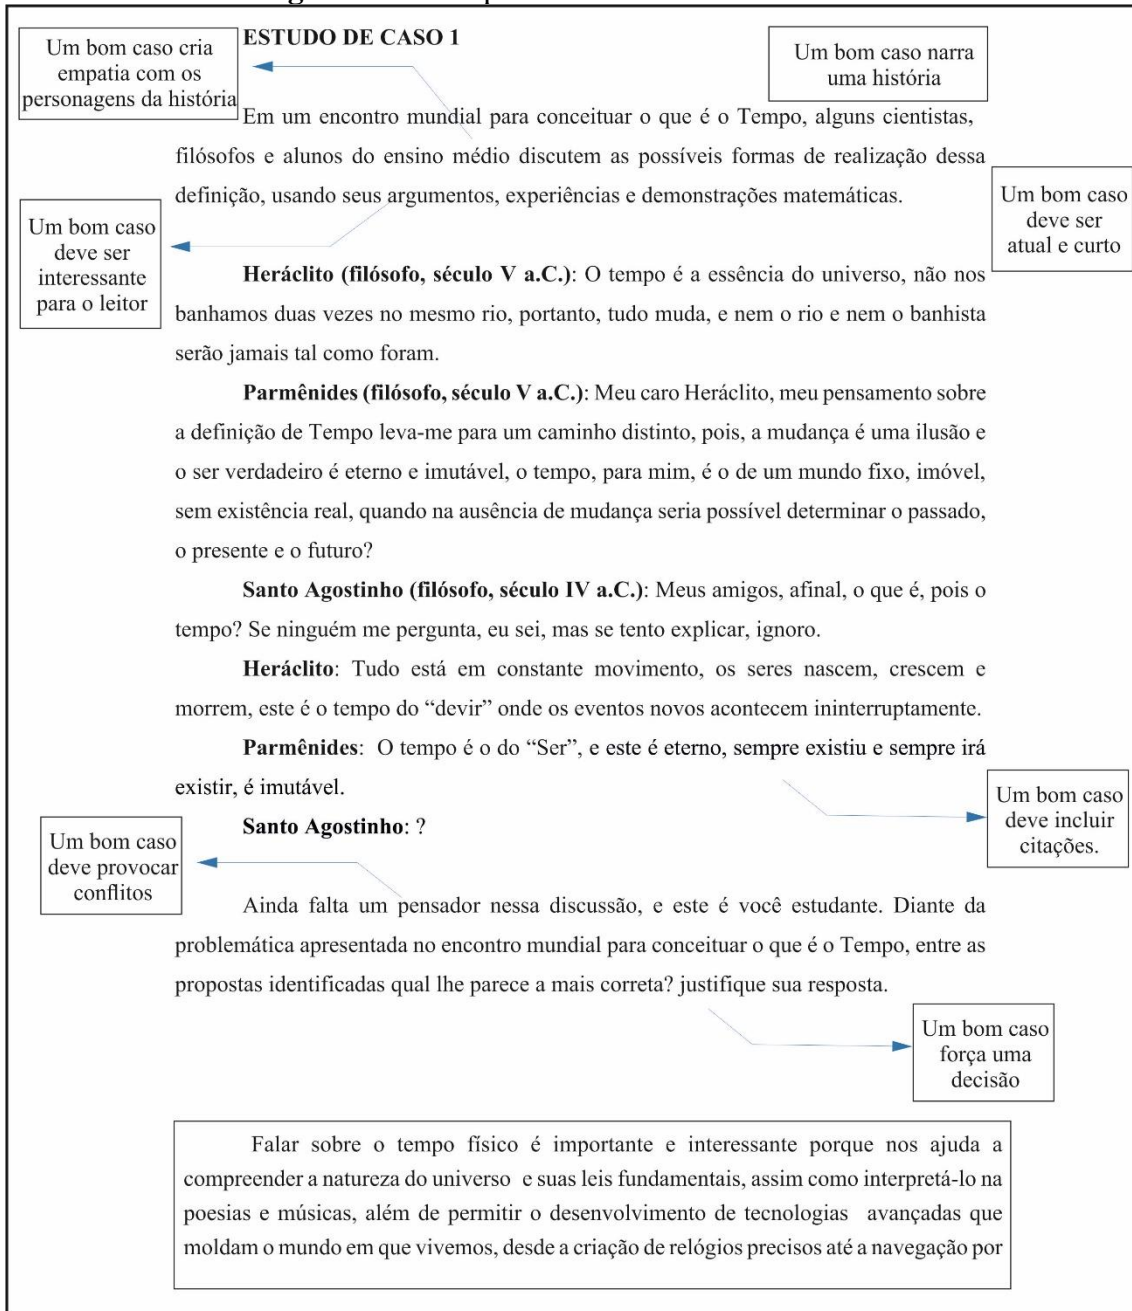 ESTUDO DE CASO 1
Um bom caso cria
empatia com os
personagens da história
Um bom caso narra
uma história
Em um encontro mundial para conceituar o que é o Tempo, alguns cientistas,
filósofos e alunos do ensino médio discutem as possíveis formas de realização dessa
definição, usando seus argumentos, experiências e demonstrações matemáticas.
Um bom caso
deve ser
atual e curto
Um bom caso
deve ser
interessante
para o leitor
Heráclito (filósofo, século V a.C.): O tempo é a essência do universo, não nos
banhamos duas vezes no mesmo rio, portanto, tudo muda, e nem o rio e nem o banhista
serão jamais tal como foram.
Parmênides (filósofo, século V a.C.): Meu caro Heráclito, meu pensamento sobre
a definição de Tempo leva-me para um caminho distinto, pois, a mudança é uma ilusão e
o ser verdadeiro é eterno e imutável, o tempo, para mim, é o de um mundo fixo, imóvel,
sem existência real, quando na ausência de mudança seria possível determinar o passado,
o presente e o futuro?
Santo Agostinho (filósofo, século IV a.C.): Meus amigos, afinal, o que é, pois o
tempo? Se ninguém me pergunta, eu sei, mas se tento explicar, ignoro.
Heráclito: Tudo está em constante movimento, os seres nascem, crescem e
morrem, este é o tempo do “devir” onde os eventos novos acontecem ininterruptamente.
Parmênides: O tempo é o do “Ser”, e este é eterno, sempre existiu e sempre irá
existir, é imutável.
Santo Agostinho: ?
Um bom caso
deve incluir
citações.
Um bom caso
deve provocar
conflitos
Ainda falta um pensador nessa discussão, e este é você estudante. Diante da
problemática apresentada no encontro mundial para conceituar o que é o Tempo, entre as
propostas identificadas qual lhe parece a mais correta? justifique sua resposta.
Um bom caso
força uma
decisão
Falar sobre o tempo físico é importante e interessante porque nos ajuda a
compreender a natureza do universo e suas leis fundamentais, assim como interpretá-lo na
poesias e músicas, além de permitir o desenvolvimento de tecnologias avançadas que
moldam o mundo em que vivemos, desde a criação de relógios precisos até a navegação por